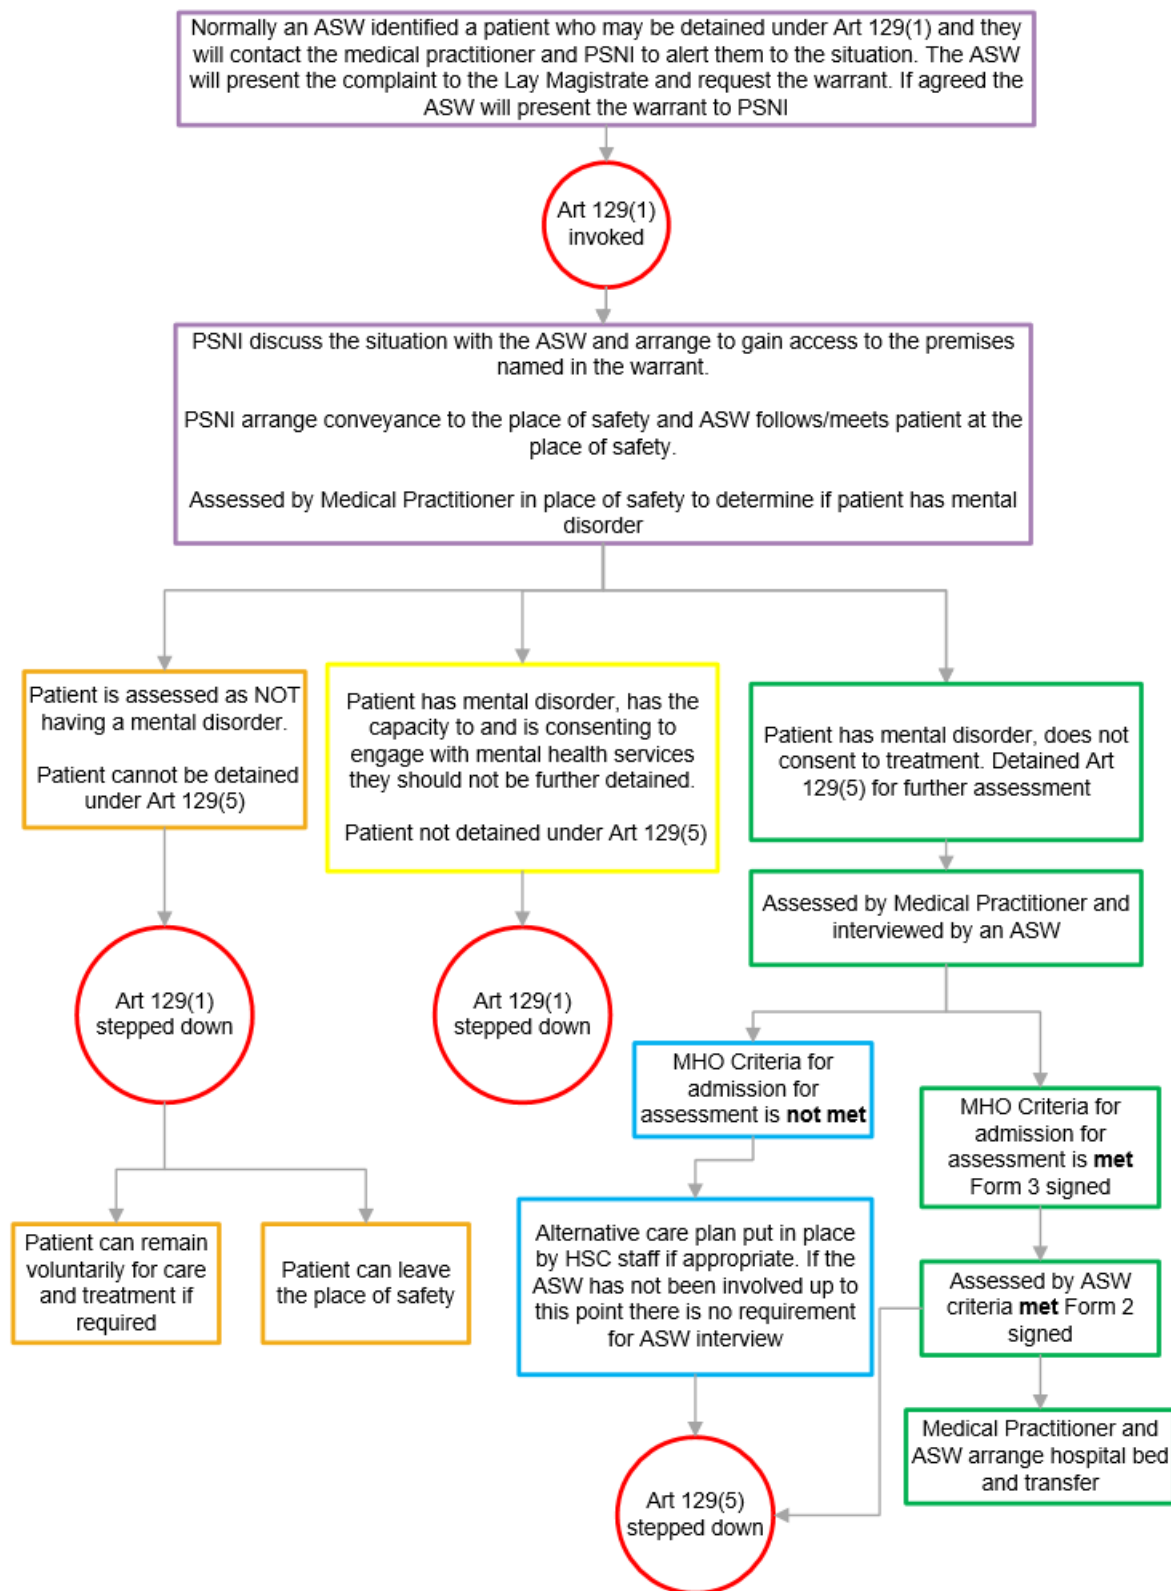 Normally an ASW identified a patient who may be detained under Art 129(1) and they
will contact the medical practitioner and PSNI to alert them to the situation. The ASW
will present the complaint to the Lay Magistrate and request the warrant. If agreed the
ASW will present the warrant to PSNI
Art 129(1)
invoked
PSNI discuss the situation with the ASW and arrange to gain access to the premises
named in the warrant.
PSNI arrange conveyance to the place of safety and ASW follows/meets patient at the
place of safety.
Assessed by Medical Practitioner in place of safety to determine if patient has mental
disorder
Patient is assessed as NOT
having a mental disorder.
Patient cannot be detained
under Art 129(5)
Patient has mental disorder, has the
capacity to and is consenting to
engage with mental health services
they should not be further detained.
Patient not detained under Art 129(5)
Patient has mental disorder, does not
consent to treatment. Detained Art
129(5) for further assessment
Assessed by Medical Practitioner and
interviewed by an ASW
Art 129(1)
stepped down
Art 129(1)
stepped down
MHO Criteria for
admission for
assessment is not met
MHO Criteria for
admission for
assessment is met
Form 3 signed
Patient can remain
voluntarily for care
and treatment if
required
Patient can leave
the place of safety
Alternative care plan put in place
by HSC staff if appropriate. If the
ASW has not been involved up to
this point there is no requirement
for ASW interview
Assessed by ASW
criteria met Form 2
signed
Medical Practitioner and
ASW arrange hospital bed
and transfer
Art 129(5)
stepped down